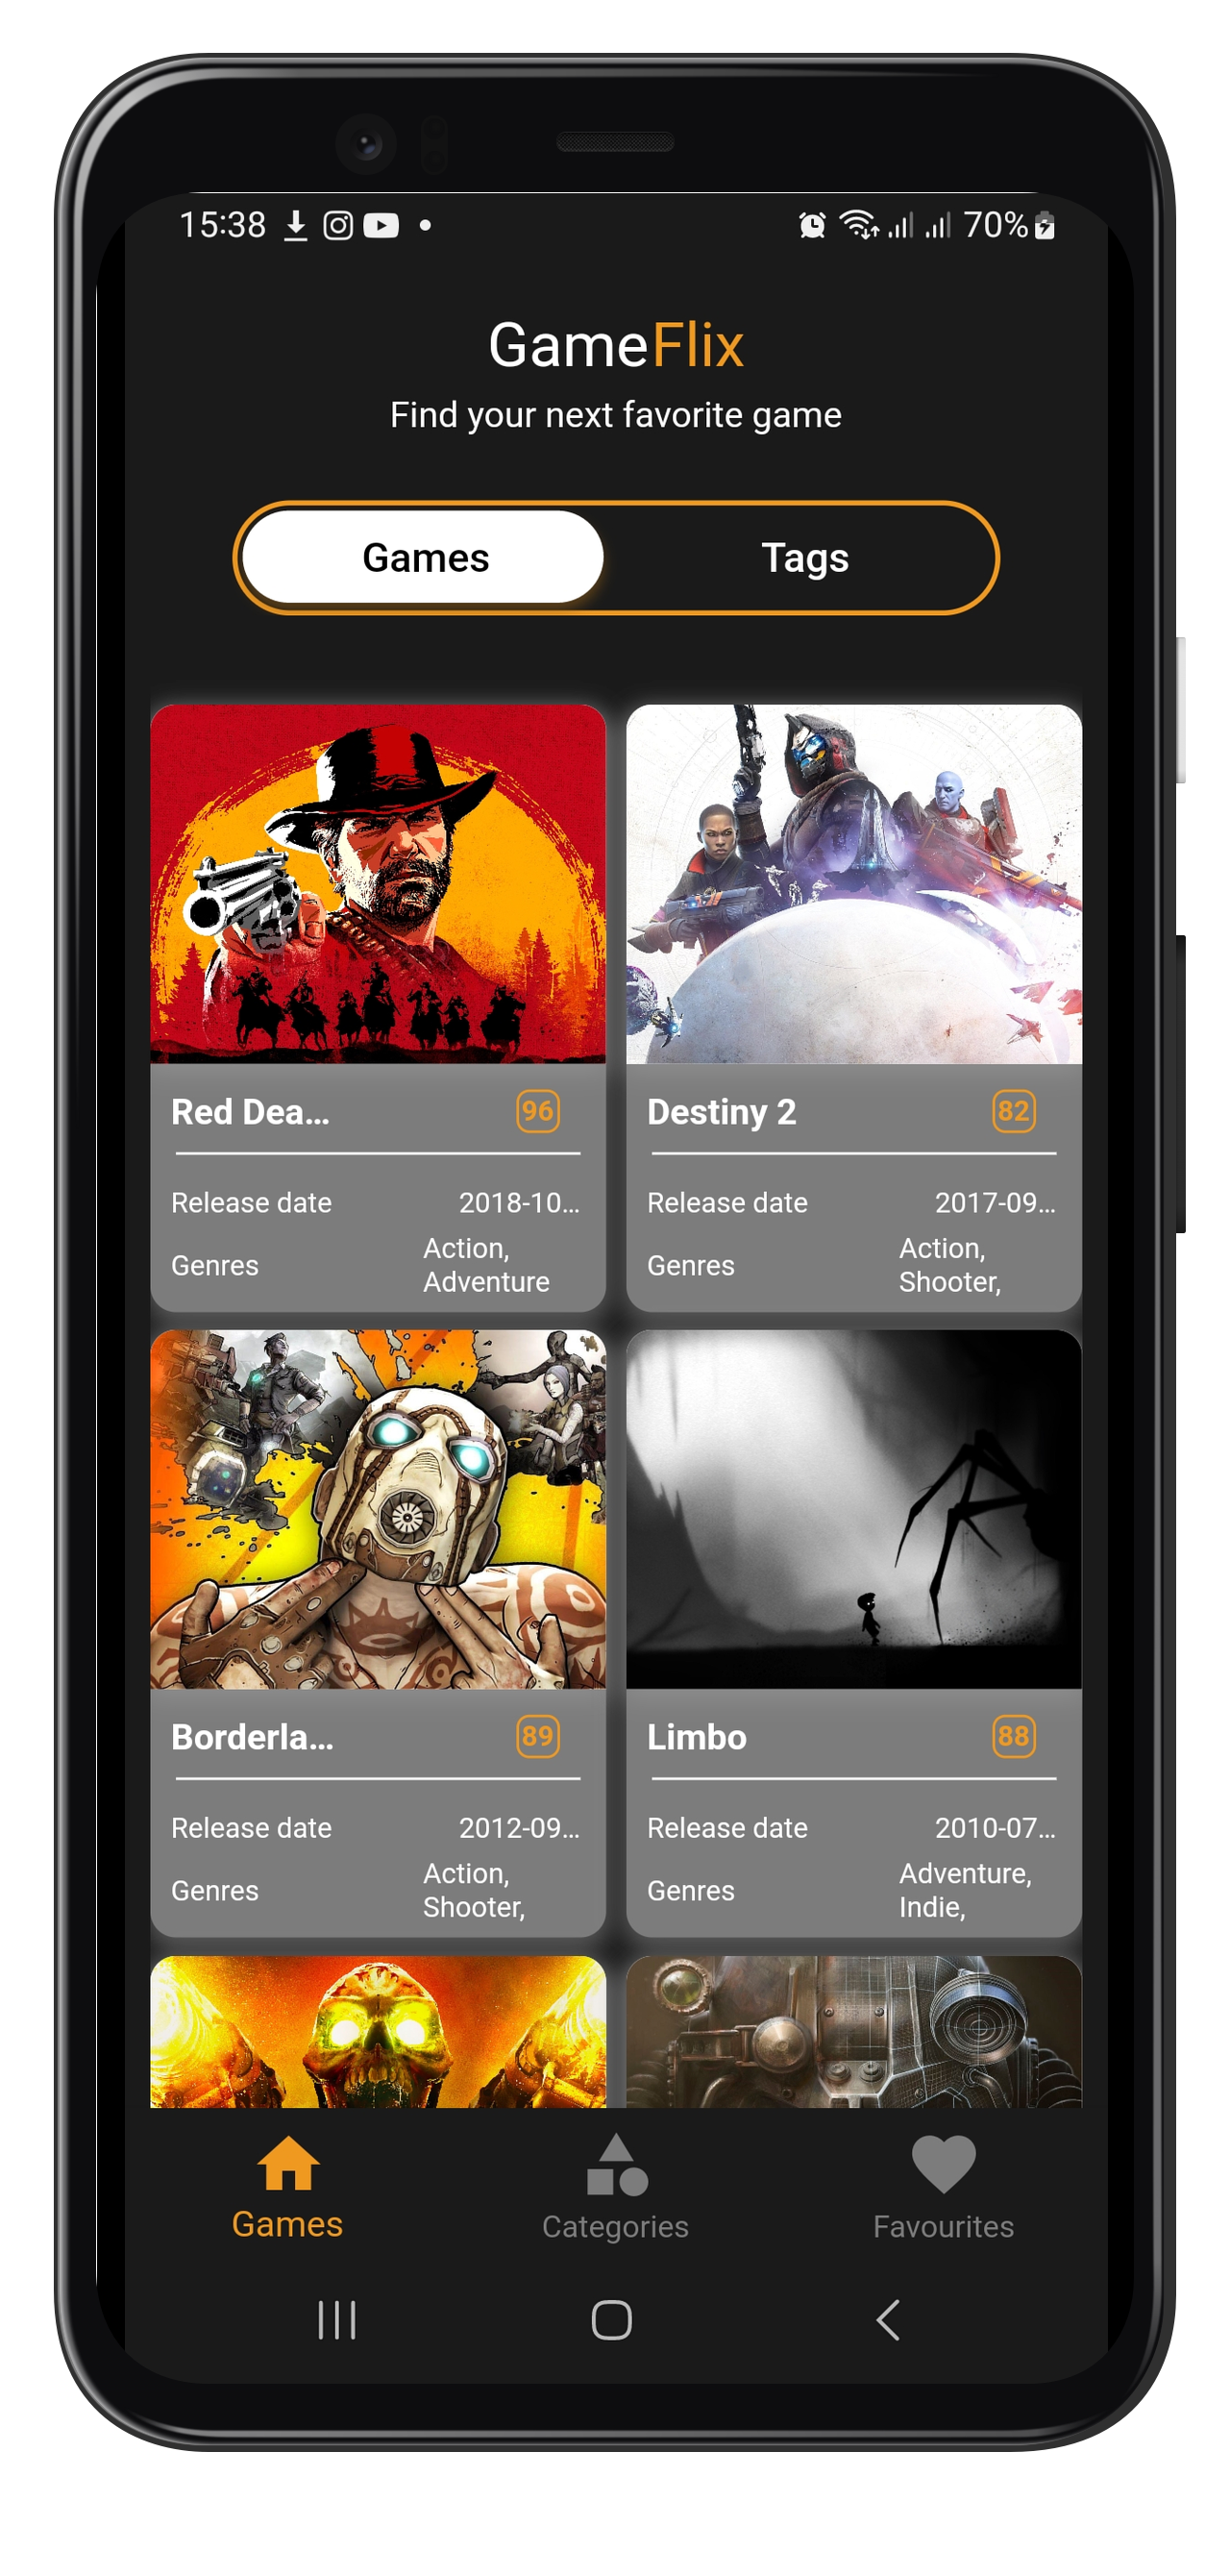 15:38
70%
GameFlix
Find your next favorite game
Games Tags
Red Dea... 96
Release date 2018-10...
Genres Action, Adventure
Destiny 2 82
Release date 2017-09...
Genres Action, Shooter,
Borderla... 89
Release date 2012-09...
Genres Action, Shooter,
Limbo 88
Release date 2010-07...
Genres Adventure, Indie,
Games Categories Favourites